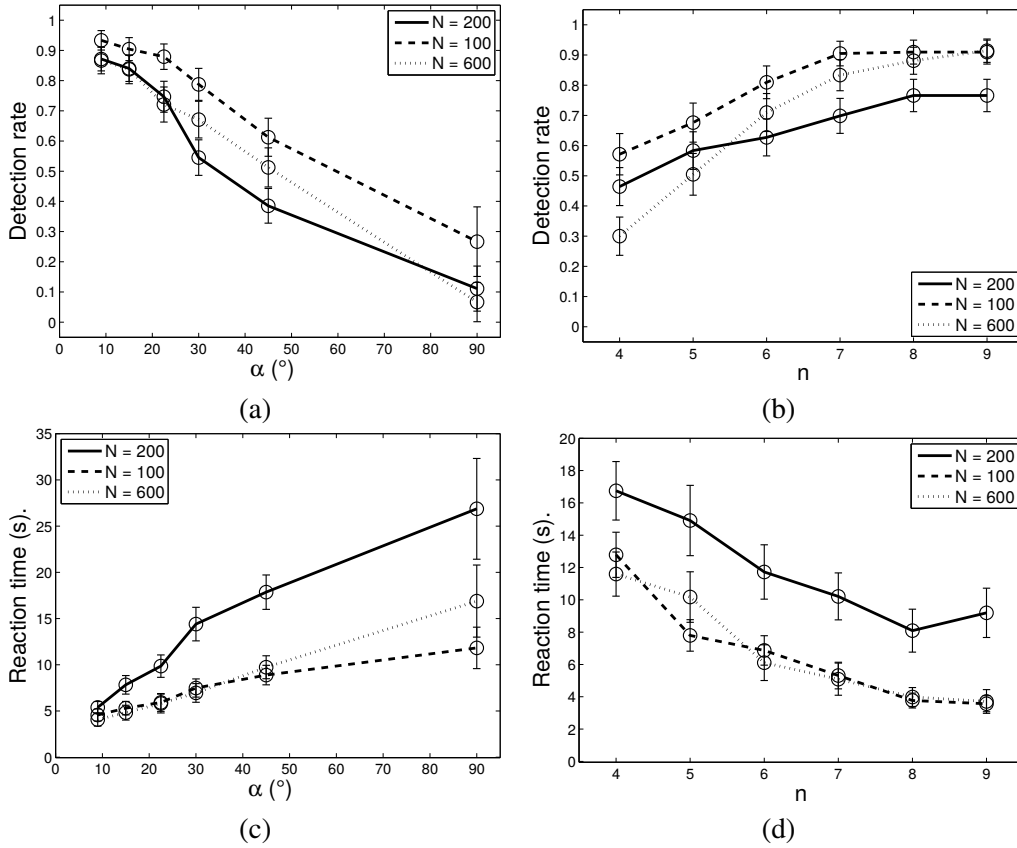 N = 200
N = 100
N = 600
Detection rate
1
0.9
0.8
0.7
0.6
0.5
0.4
0.3
0.2
0.1
0
0 10 20 30 40 50 60 70 80 90
α (°)
(a)
N = 200
N = 100
N = 600
Detection rate
1
0.9
0.8
0.7
0.6
0.5
0.4
0.3
0.2
0.1
0
4 5 6 7 8 9
n
(b)
N = 200
N = 100
N = 600
Reaction time (s).
35
30
25
20
15
10
5
0
0 10 20 30 40 50 60 70 80 90
α (°)
(c)
N = 200
N = 100
N = 600
Reaction time (s).
20
18
16
14
12
10
8
6
4
2
0
4 5 6 7 8 9
n
(d)